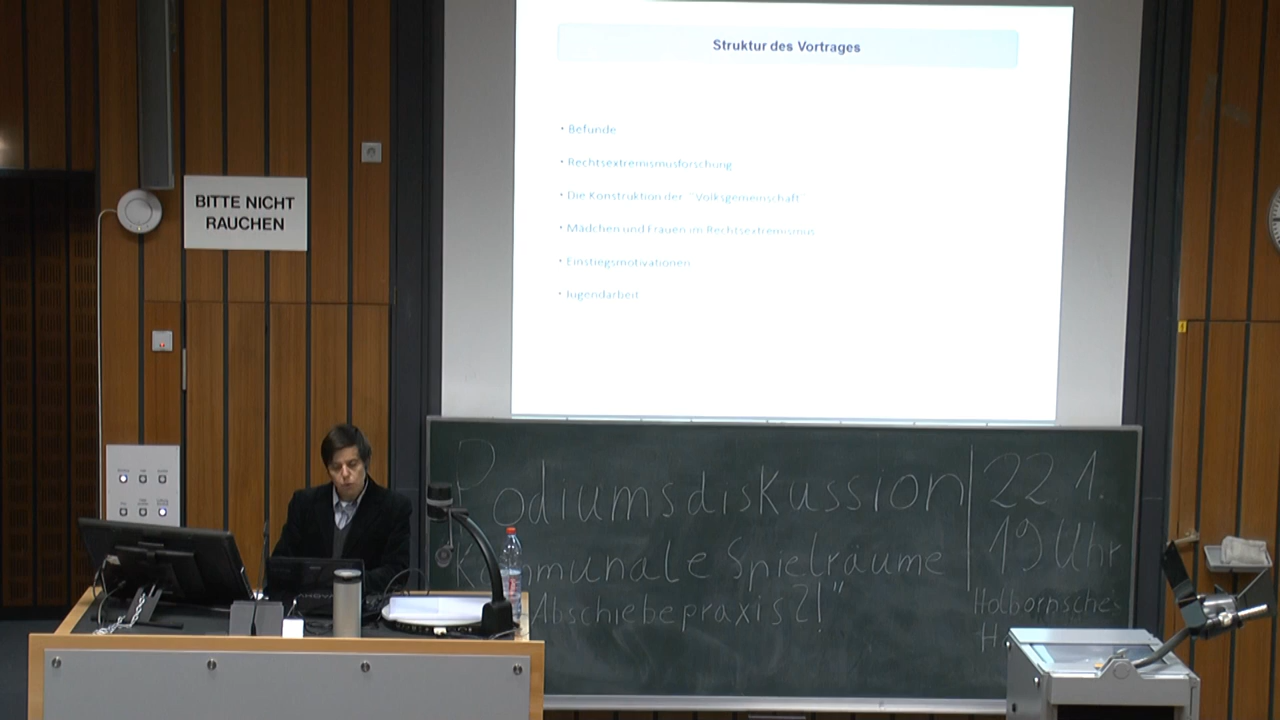 Struktur des Vortrages
• Befunde
• Rechtsextremismusforschung
• Die Konstruktion der "Volksgemeinschaft"
• Mädchen und Frauen im Rechtsextremismus
• Einstiegsmotivationen
• Jugendarbeit
BITTE NICHT
RAUCHEN
Podiumsdiskussion
Kommunale Spielräume
Abschiebepraxis?!"
22 1.
19 Uhr
Holbornsches